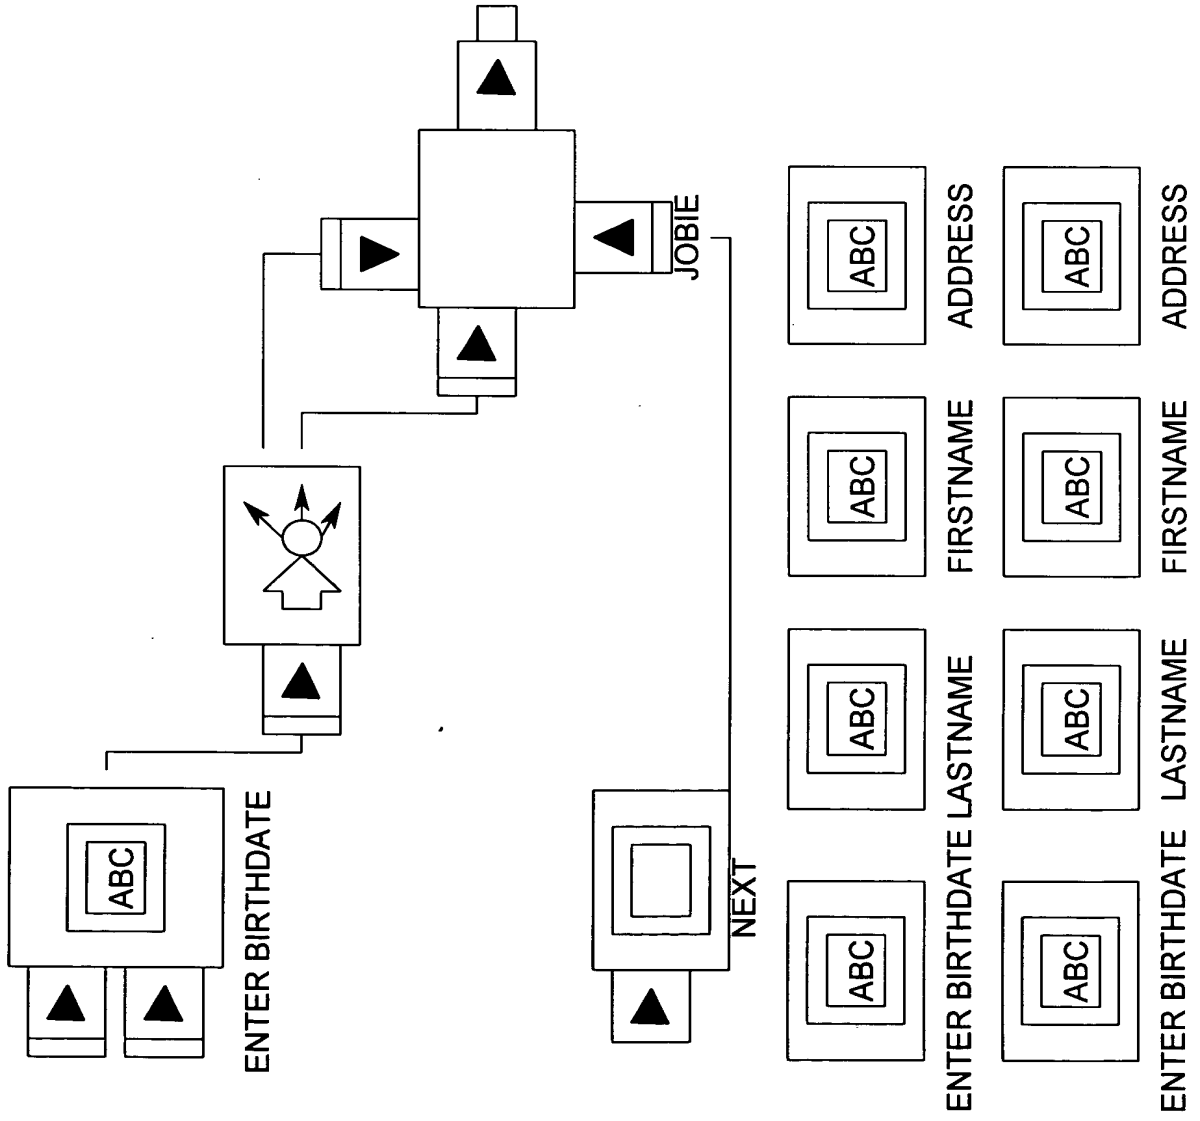 ABC
ENTER BIRTHDATE
JOBIE
NEXT
ABC ABC ABC ABC
ENTER BIRTHDATE LASTNAME FIRSTNAME ADDRESS
ABC ABC ABC ABC
ENTER BIRTHDATE LASTNAME FIRSTNAME ADDRESS